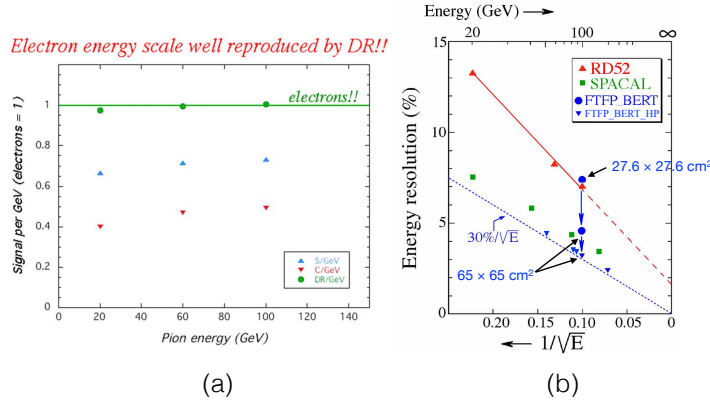 Electron energy scale well reproduced by DR!!
Signal per GeV (electrons = 1)
1
0.8
0.6
0.4
0.2
0
electrons!!
S/GeV
C/GeV
DR/GeV
0 20 40 60 80 100 120 140
Pion energy (GeV)
(a)
Energy (GeV) →
20 100 ∞
Energy resolution (%)
15
10
5
0
RD52
SPACAL
FTFP_BERT
FTFP_BERT_HP
27.6 × 27.6 cm²
30%/√E
65 × 65 cm²
0.20 0.15 0.10 0.05 0
← 1/√E
(b)